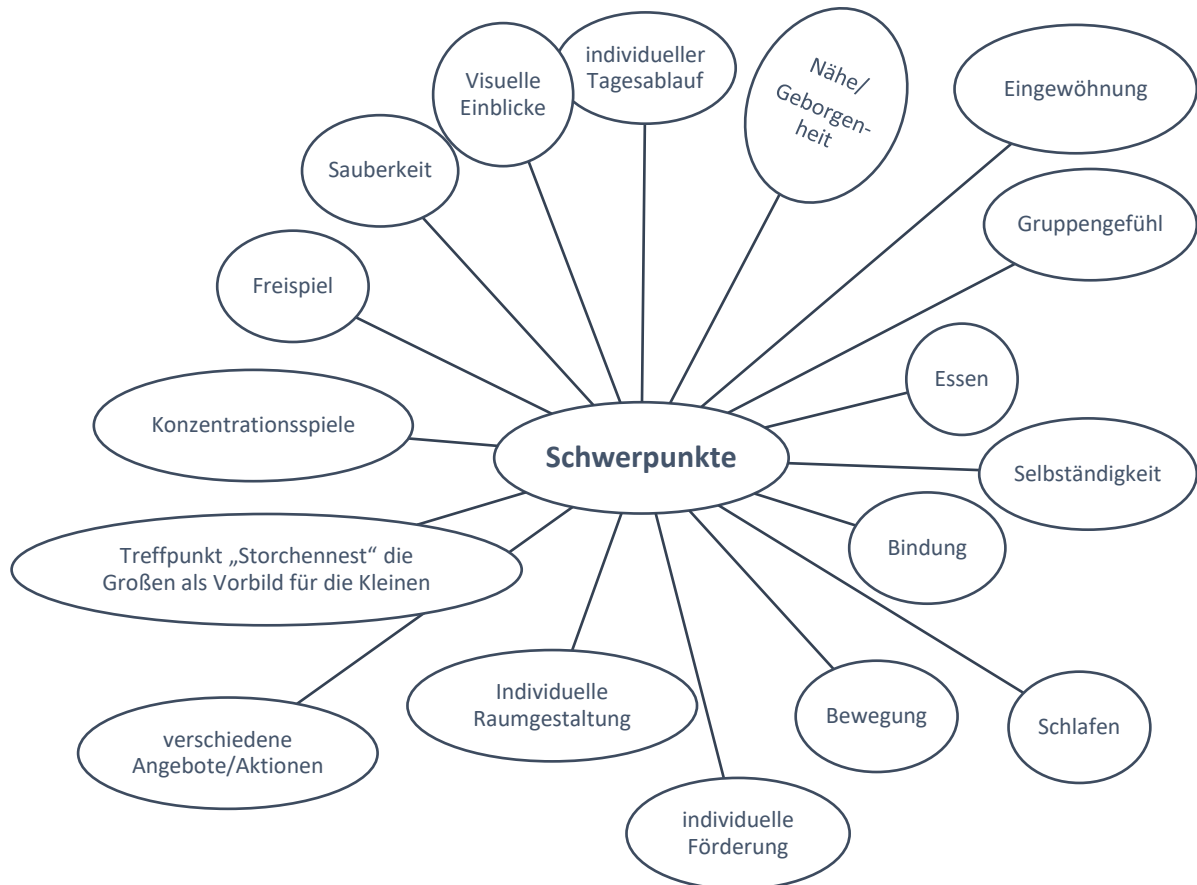 individueller
Tagesablauf
Visuelle
Einblicke
Nähe/
Geborgen-
heit
Eingewöhnung
Sauberkeit
Gruppengefühl
Freispiel
Essen
Konzentrationsspiele
Schwerpunkte
Selbständigkeit
Treffpunkt „Storchennest“ die
Großen als Vorbild für die Kleinen
Bindung
Individuelle
Raumgestaltung
Bewegung
Schlafen
verschiedene
Angebote/Aktionen
individuelle
Förderung